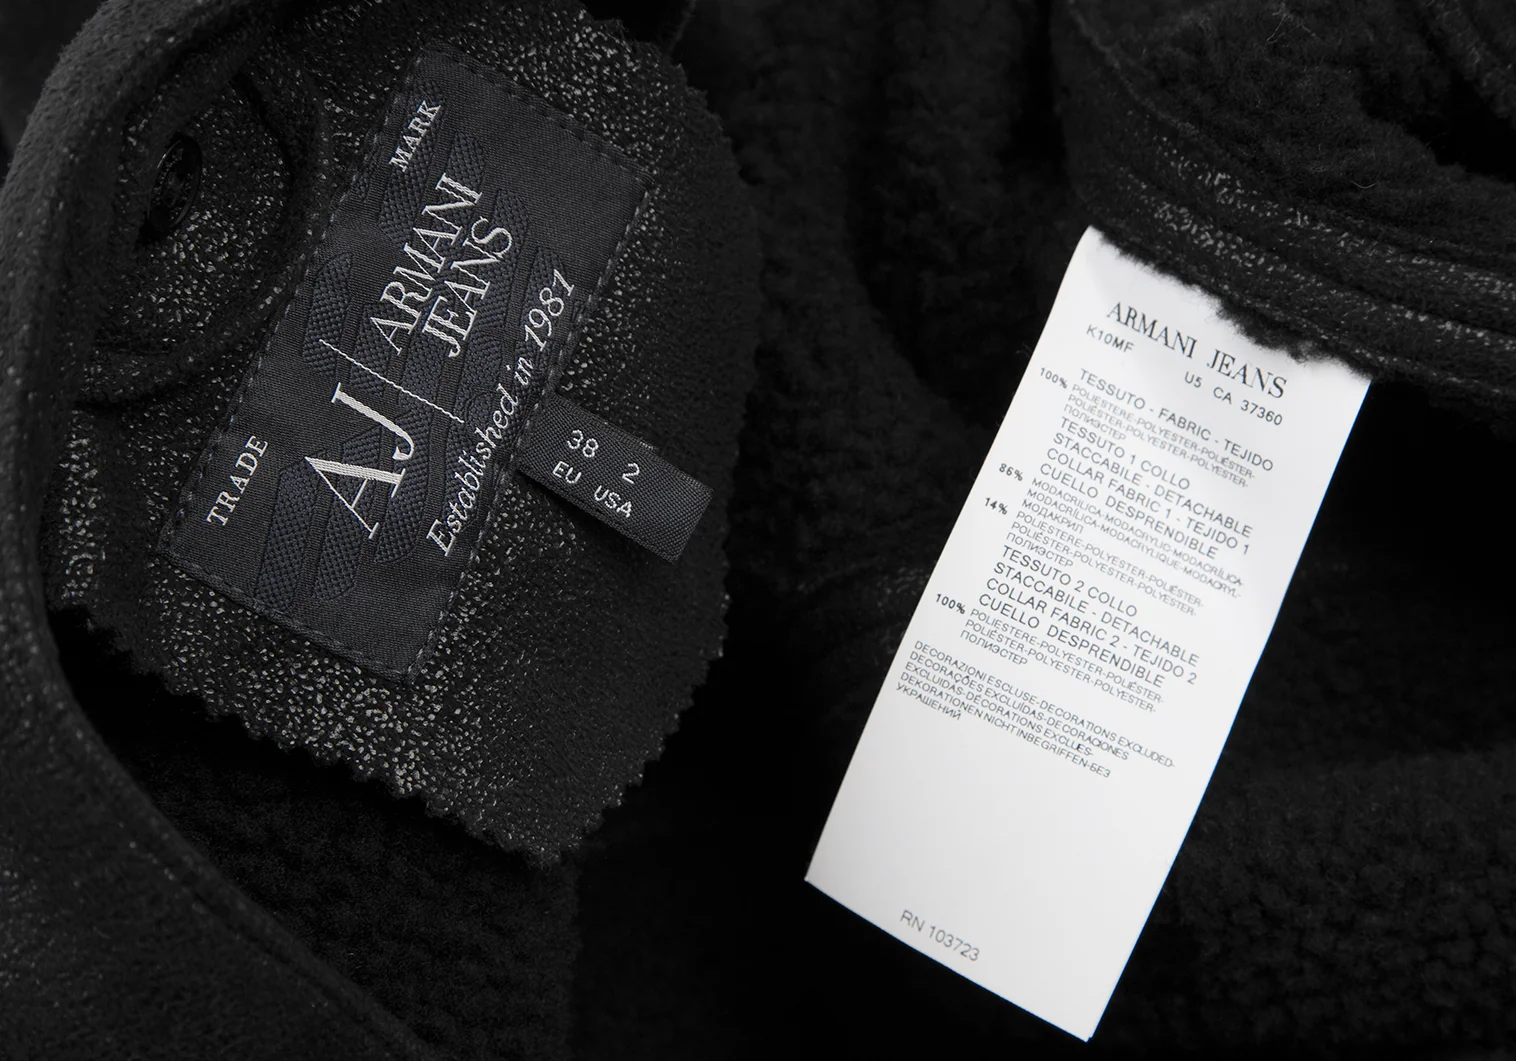 TRADE MARK
AJ ARMANI
JEANS
Established in 1981
38 2
EU USA
ARMANI JEANS
K10MF
U5 CA 37360
TESSUTO - FABRIC - TEJIDO
100% POLIESTERE-POLYESTER-POLIÉSTER-
POLIÉSTER-POLYESTER-POLYESTER-
ПОЛИЭСТЕР
TESSUTO 1 COLLO
STACCABILE - DETACHABLE
COLLAR FABRIC 1 - TEJIDO 1
CUELLO DESPRENDIBLE
86% MODACRILICA-MODACRYLIC-MODACRÍLICA-
MODACRÍLICA-MODACRYLIQUE-MODACRYL-
МОДАКРИЛ
14% POLIESTERE-POLYESTER-POLIÉSTER-
POLIÉSTER-POLYESTER-POLYESTER-
ПОЛИЭСТЕР
TESSUTO 2 COLLO
STACCABILE - DETACHABLE
COLLAR FABRIC 2 - TEJIDO 2
CUELLO DESPRENDIBLE
100% POLIESTERE-POLYESTER-POLIÉSTER-
POLIÉSTER-POLYESTER-POLYESTER-
ПОЛИЭСТЕР
DECORAZIONI ESCLUSE-DECORATIONS EXCLUDED-
DECORAÇÕES EXCLUÍDAS-DECORACIONES
EXCLUIDAS-DÉCORATIONS EXCLUES-
DEKORATIONEN NICHT INBEGRIFFEN-БЕЗ
УКРАШЕНИЙ
RN 103723